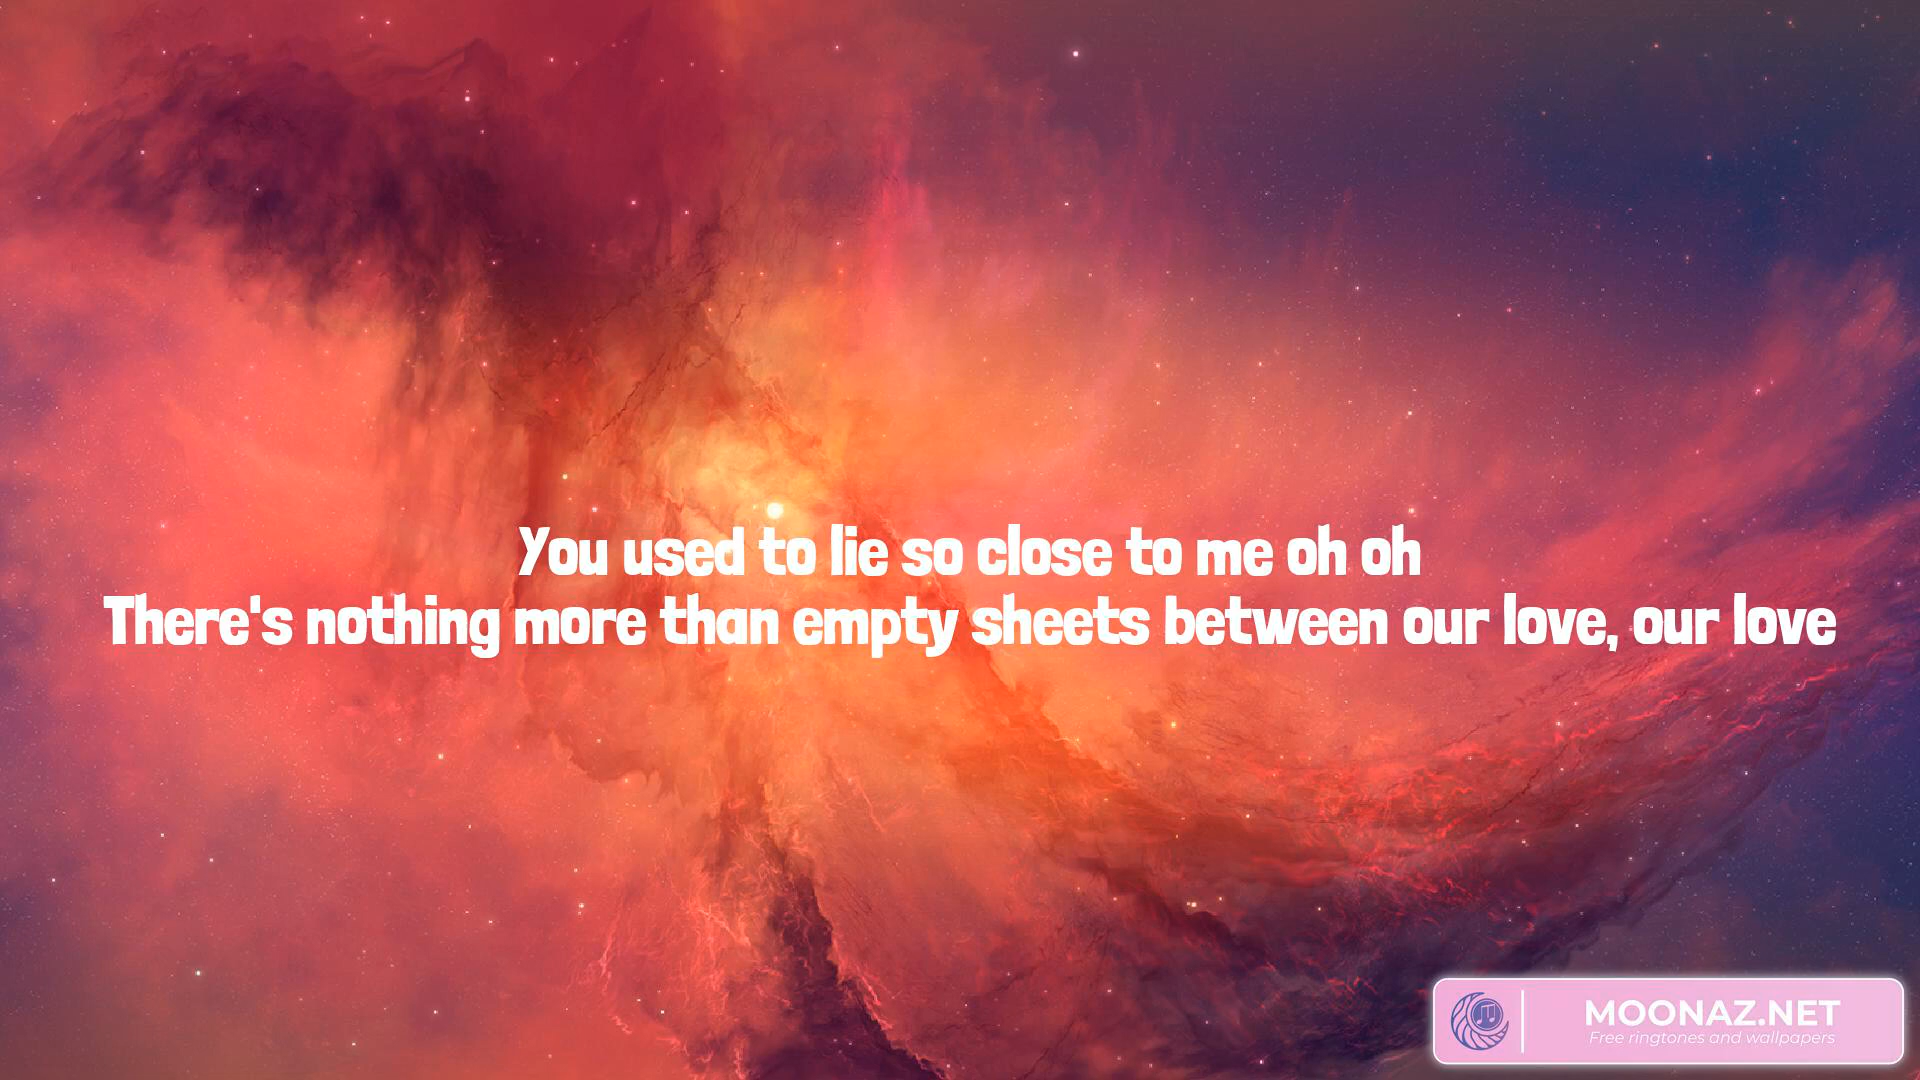 You used to lie so close to me oh oh
There's nothing more than empty sheets between our love, our love
MOONAZ.NET
Free ringtones and wallpapers